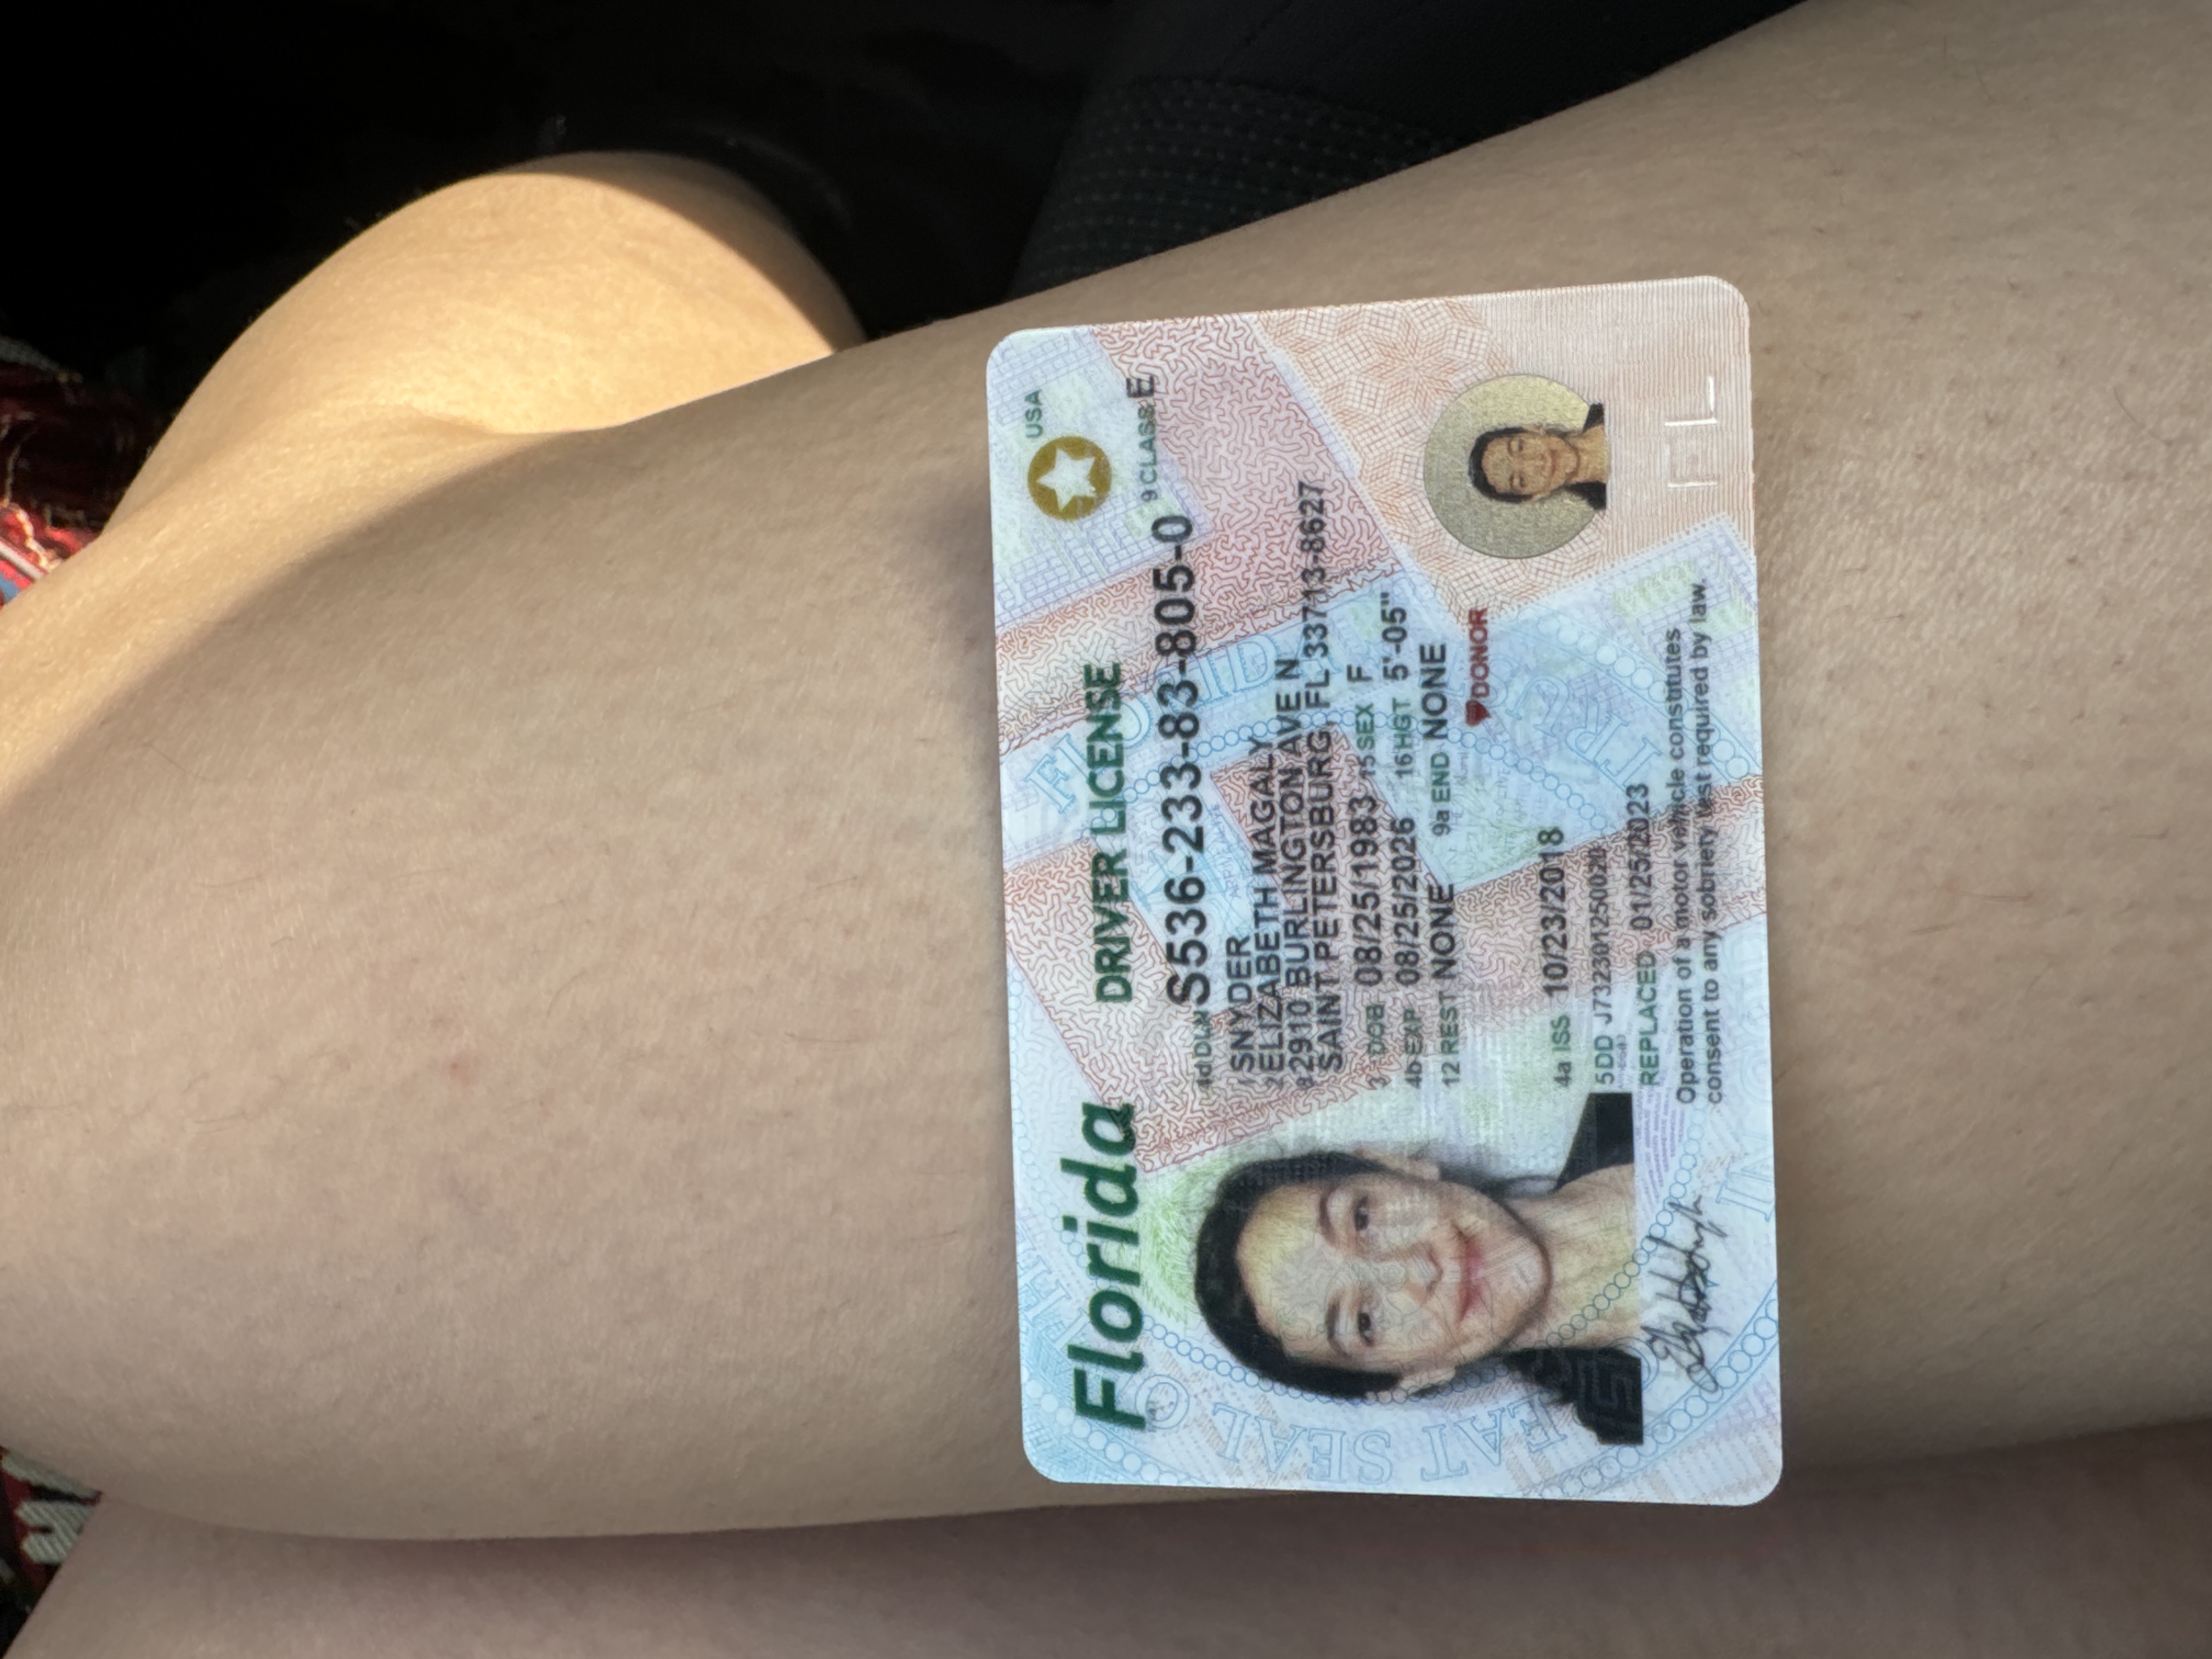 Florida
DRIVER LICENSE
USA
9 CLASS E
4d DLN S536-233-83-805-0
1 SNYDER
2 ELIZABETH MAGALY
8 2910 BURLINGTON AVE N
SAINT PETERSBURG, FL 33713-8627
3 DOB 08/25/1983 15 SEX F
4b EXP 08/25/2026 16 HGT 5'-05"
12 REST NONE 9a END NONE
DONOR
4a ISS 10/23/2018
5DD J732301250020
REPLACED 01/25/2023
Operation of a motor vehicle constitutes
consent to any sobriety test required by law.
FL